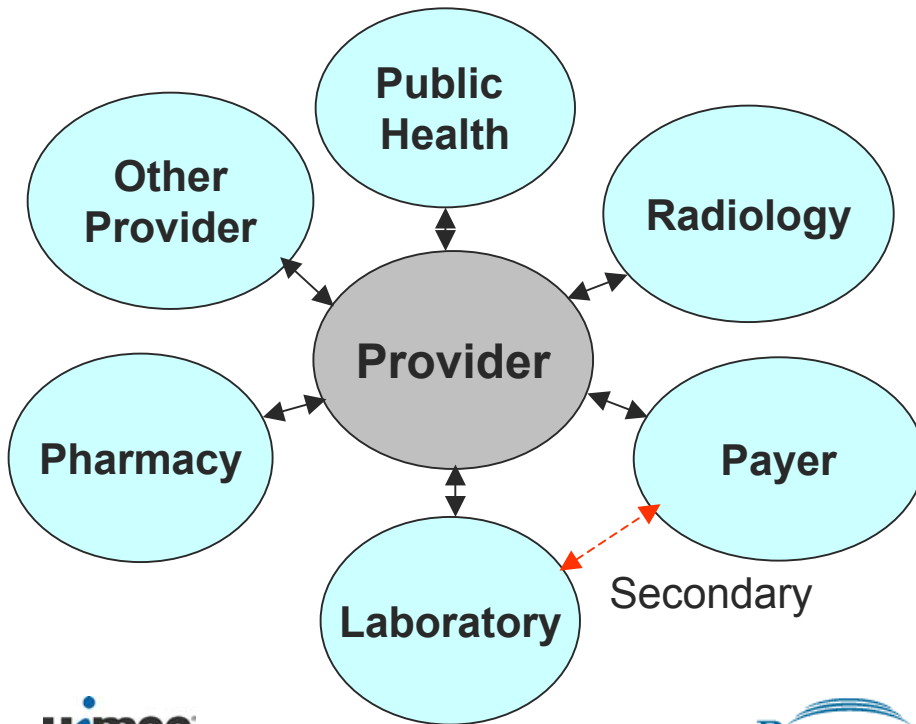 Public
Health
Other
Provider
Radiology
Provider
Pharmacy
Payer
Secondary
Laboratory